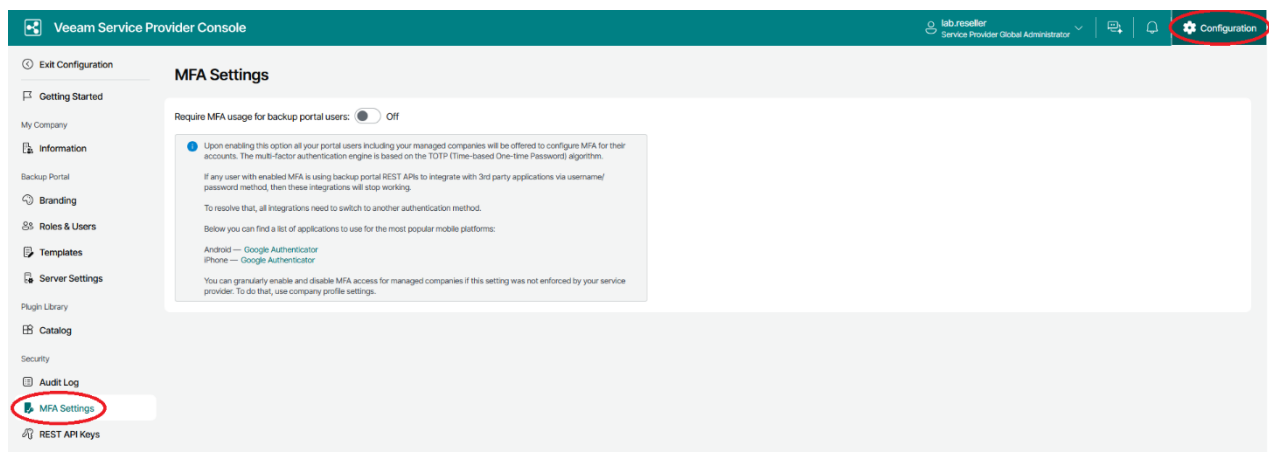 Veeam Service Provider Console
lab.reseller
Service Provider Global Administrator
Configuration
Exit Configuration
Getting Started
My Company
Information
Backup Portal
Branding
Roles & Users
Templates
Server Settings
Plugin Library
Catalog
Security
Audit Log
MFA Settings
REST API Keys
MFA Settings
Require MFA usage for backup portal users: Off
Upon enabling this option all your portal users including your managed companies will be offered to configure MFA for their
accounts. The multi-factor authentication engine is based on the TOTP (Time-based One-time Password) algorithm.
If any user with enabled MFA is using backup portal REST APIs to integrate with 3rd party applications via username/
password method, then these integrations will stop working.
To resolve that, all integrations need to switch to another authentication method.
Below you can find a list of applications to use for the most popular mobile platforms:
Android — Google Authenticator
iPhone — Google Authenticator
You can granularly enable and disable MFA access for managed companies if this setting was not enforced by your service
provider. To do that, use company profile settings.